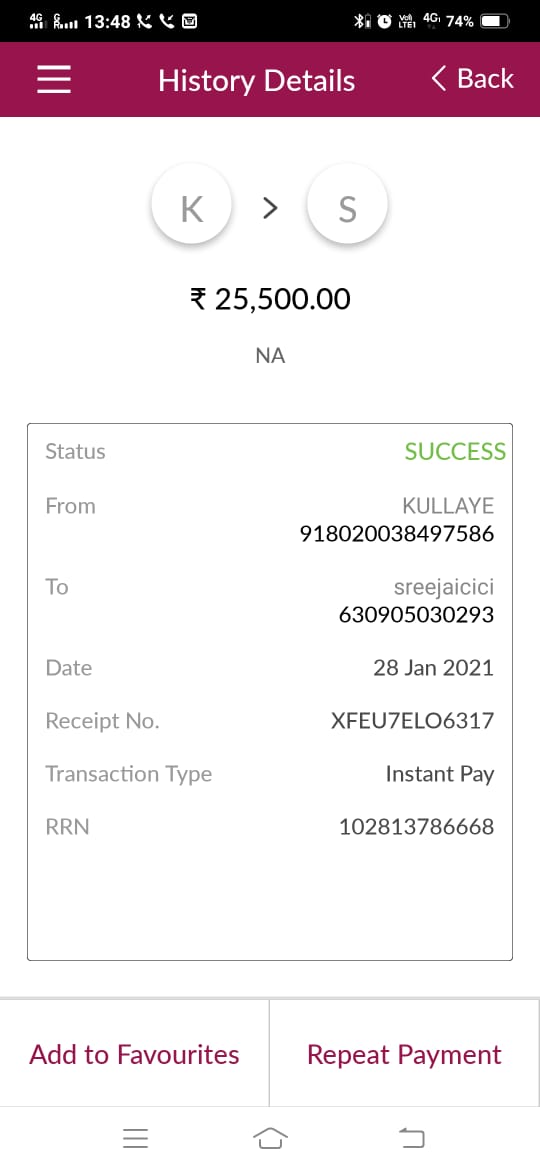 4G R 13:48 VoI) LTE1 4G 74%
History Details
Back
K > S
₹ 25,500.00
NA
Status SUCCESS
From KULLAYE
918020038497586
To sreejaicici
630905030293
Date 28 Jan 2021
Receipt No. XFEU7ELO6317
Transaction Type Instant Pay
RRN 102813786668
Add to Favourites Repeat Payment